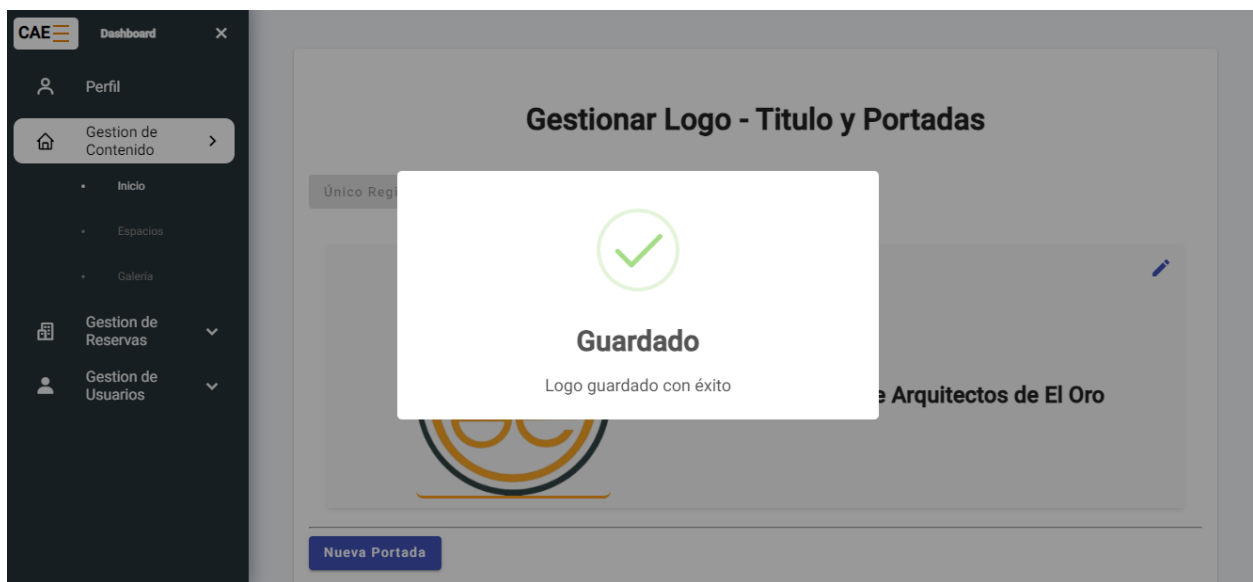 CAE
Dashboard
Perfil
Gestion de
Contenido
Inicio
Espacios
Galeria
Gestion de
Reservas
Gestion de
Usuarios
Gestionar Logo - Titulo y Portadas
Único Regi
Guardado
Logo guardado con éxito
Arquitectos de El Oro
Nueva Portada